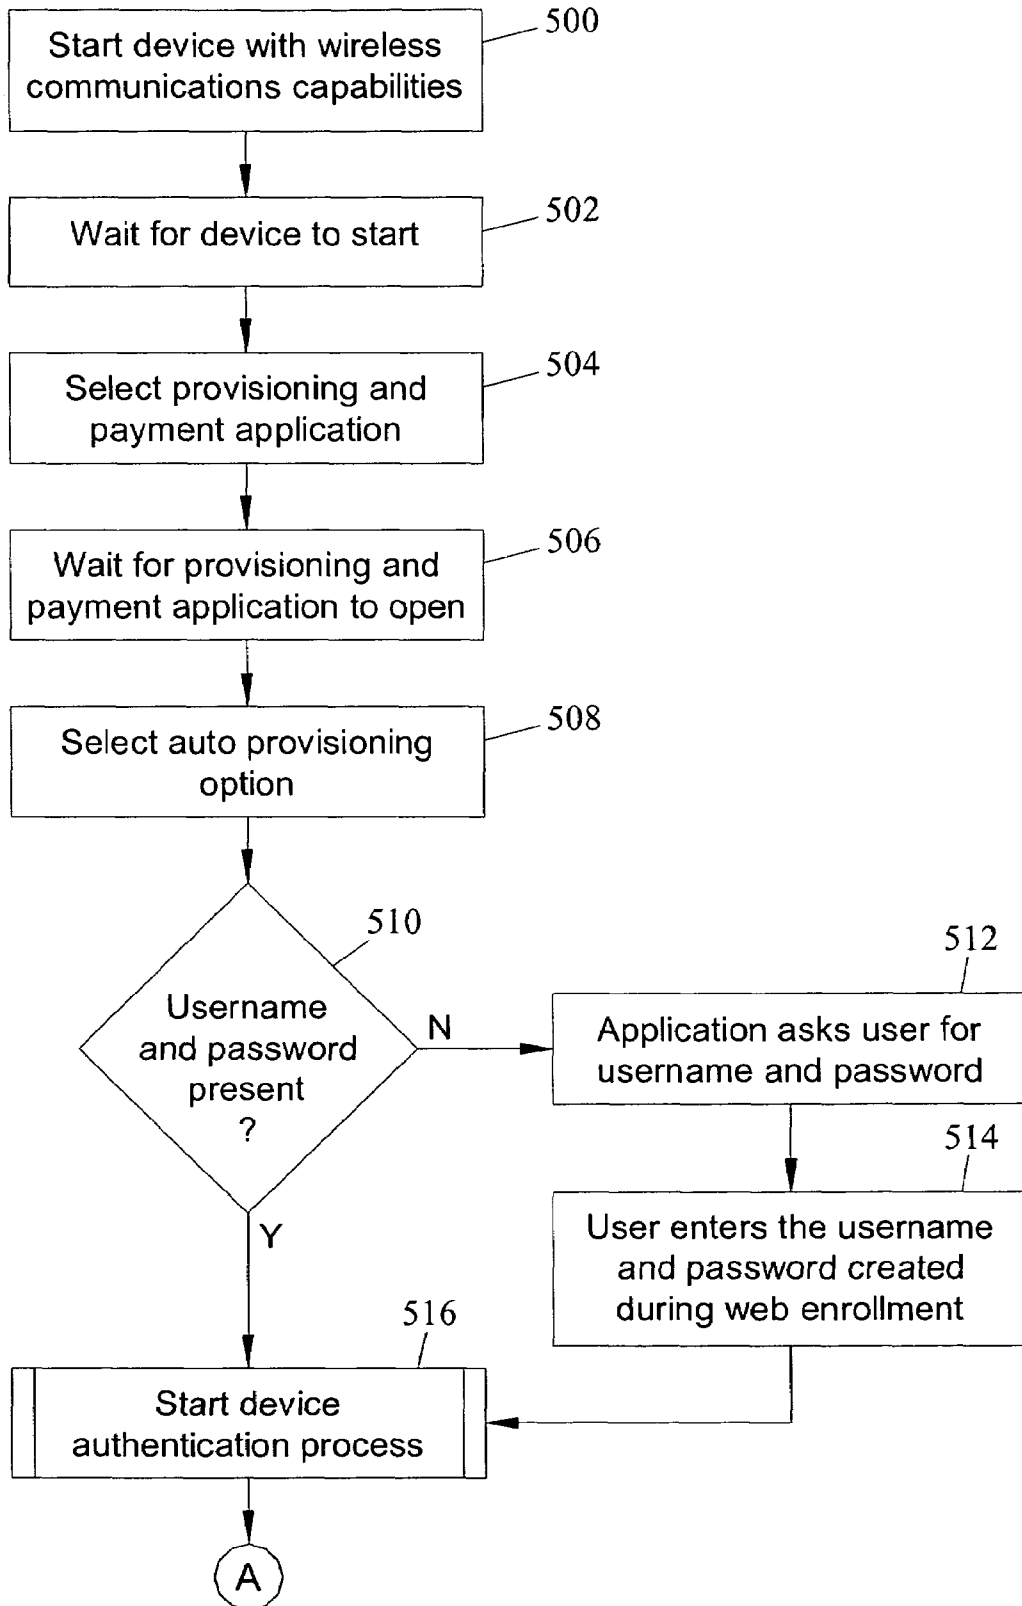 500
Start device with wireless
communications capabilities
502
Wait for device to start
504
Select provisioning and
payment application
506
Wait for provisioning and
payment application to open
508
Select auto provisioning
option
510
Username
and password
present
?
N
512
Application asks user for
username and password
514
User enters the username
and password created
during web enrollment
Y
516
Start device
authentication process
A